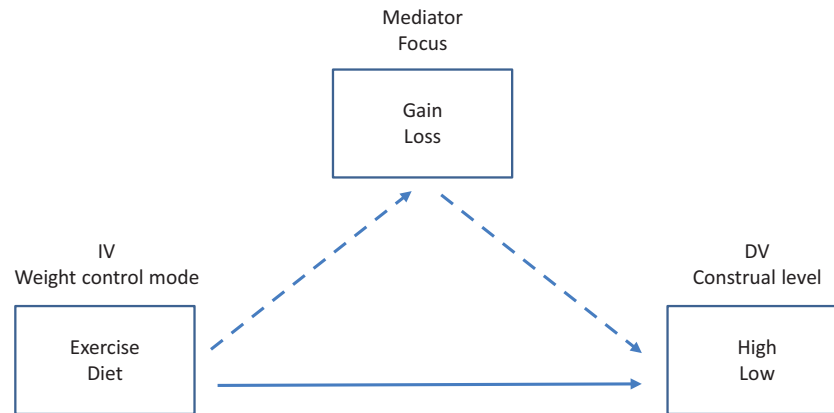 Mediator
Focus
Gain
Loss
IV
Weight control mode
Exercise
Diet
DV
Construal level
High
Low